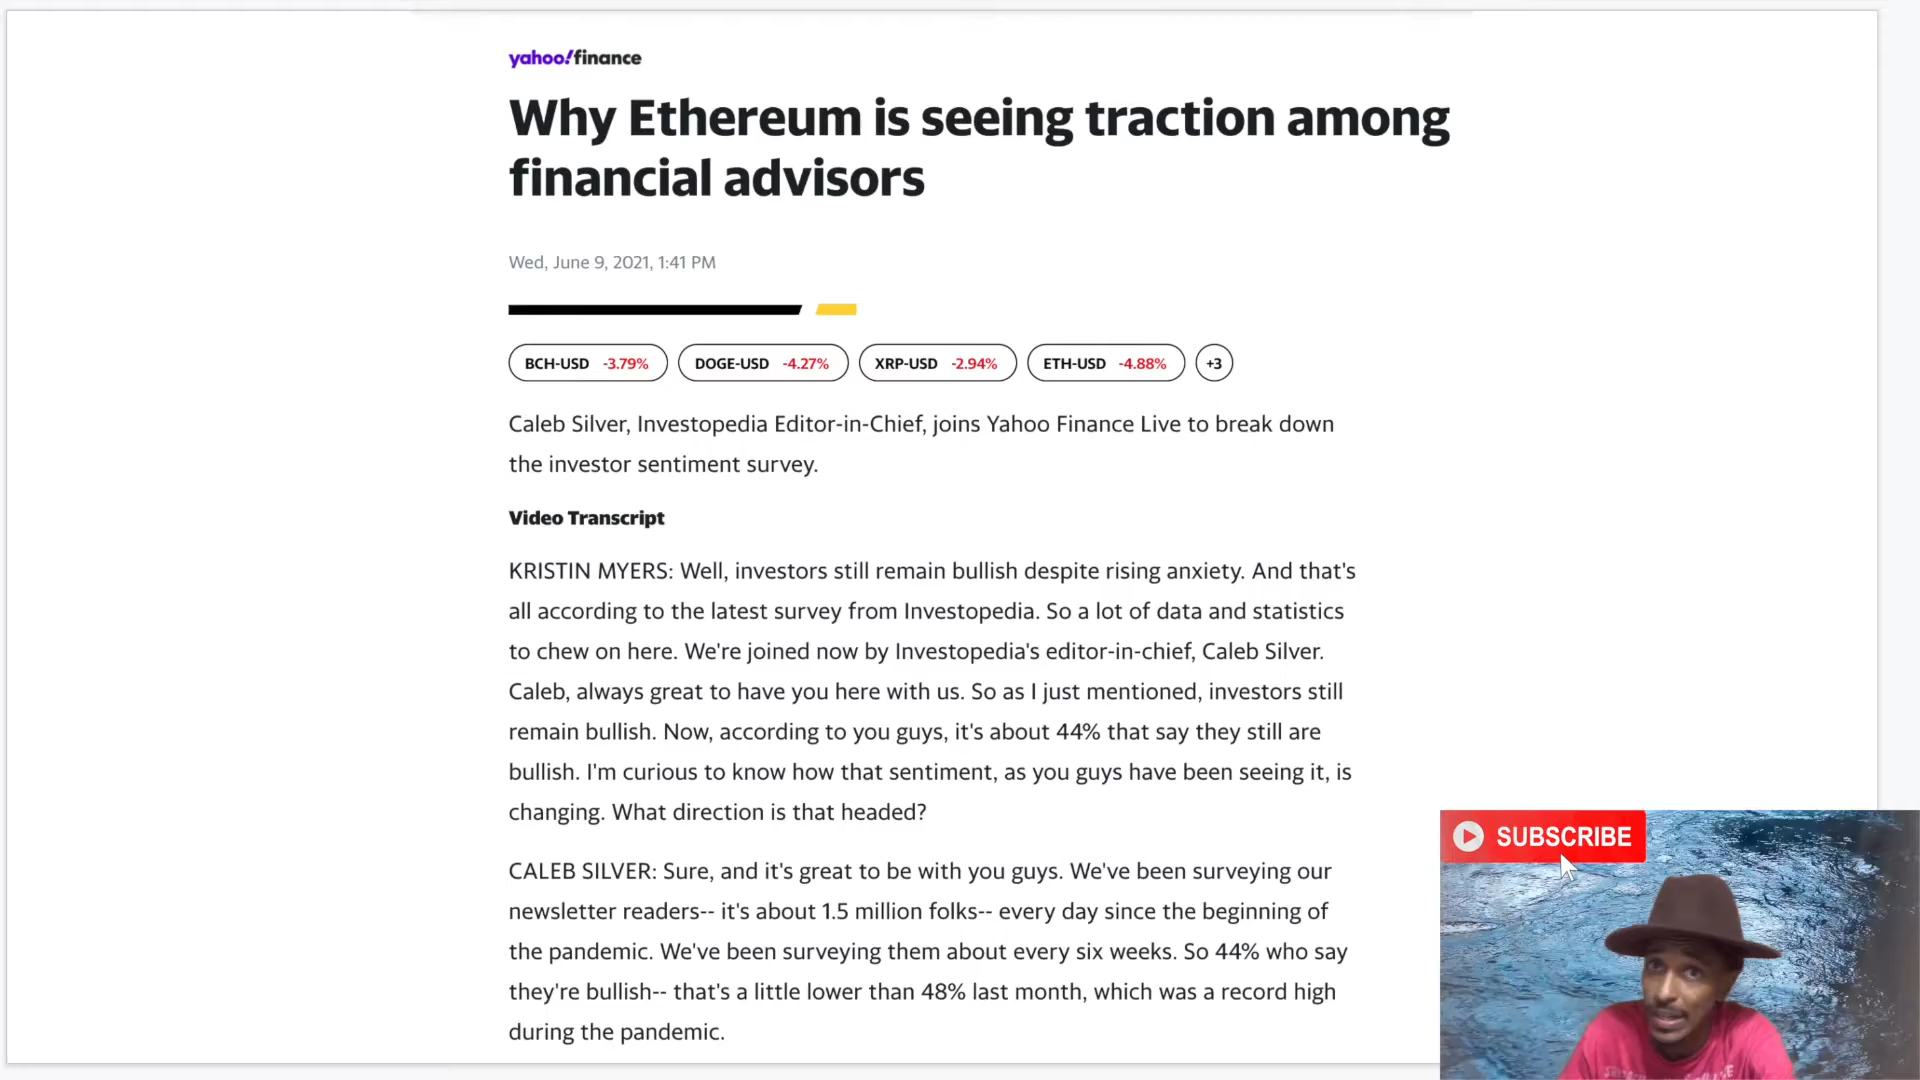 yahoo!finance
Why Ethereum is seeing traction among
financial advisors
Wed, June 9, 2021, 1:41 PM
BCH-USD -3.79% DOGE-USD -4.27% XRP-USD -2.94% ETH-USD -4.88% +3
Caleb Silver, Investopedia Editor-in-Chief, joins Yahoo Finance Live to break down
the investor sentiment survey.
Video Transcript
KRISTIN MYERS: Well, investors still remain bullish despite rising anxiety. And that's
all according to the latest survey from Investopedia. So a lot of data and statistics
to chew on here. We're joined now by Investopedia's editor-in-chief, Caleb Silver.
Caleb, always great to have you here with us. So as I just mentioned, investors still
remain bullish. Now, according to you guys, it's about 44% that say they still are
bullish. I'm curious to know how that sentiment, as you guys have been seeing it, is
changing. What direction is that headed?
CALEB SILVER: Sure, and it's great to be with you guys. We've been surveying our
newsletter readers-- it's about 1.5 million folks-- every day since the beginning of
the pandemic. We've been surveying them about every six weeks. So 44% who say
they're bullish-- that's a little lower than 48% last month, which was a record high
during the pandemic.
SUBSCRIBE